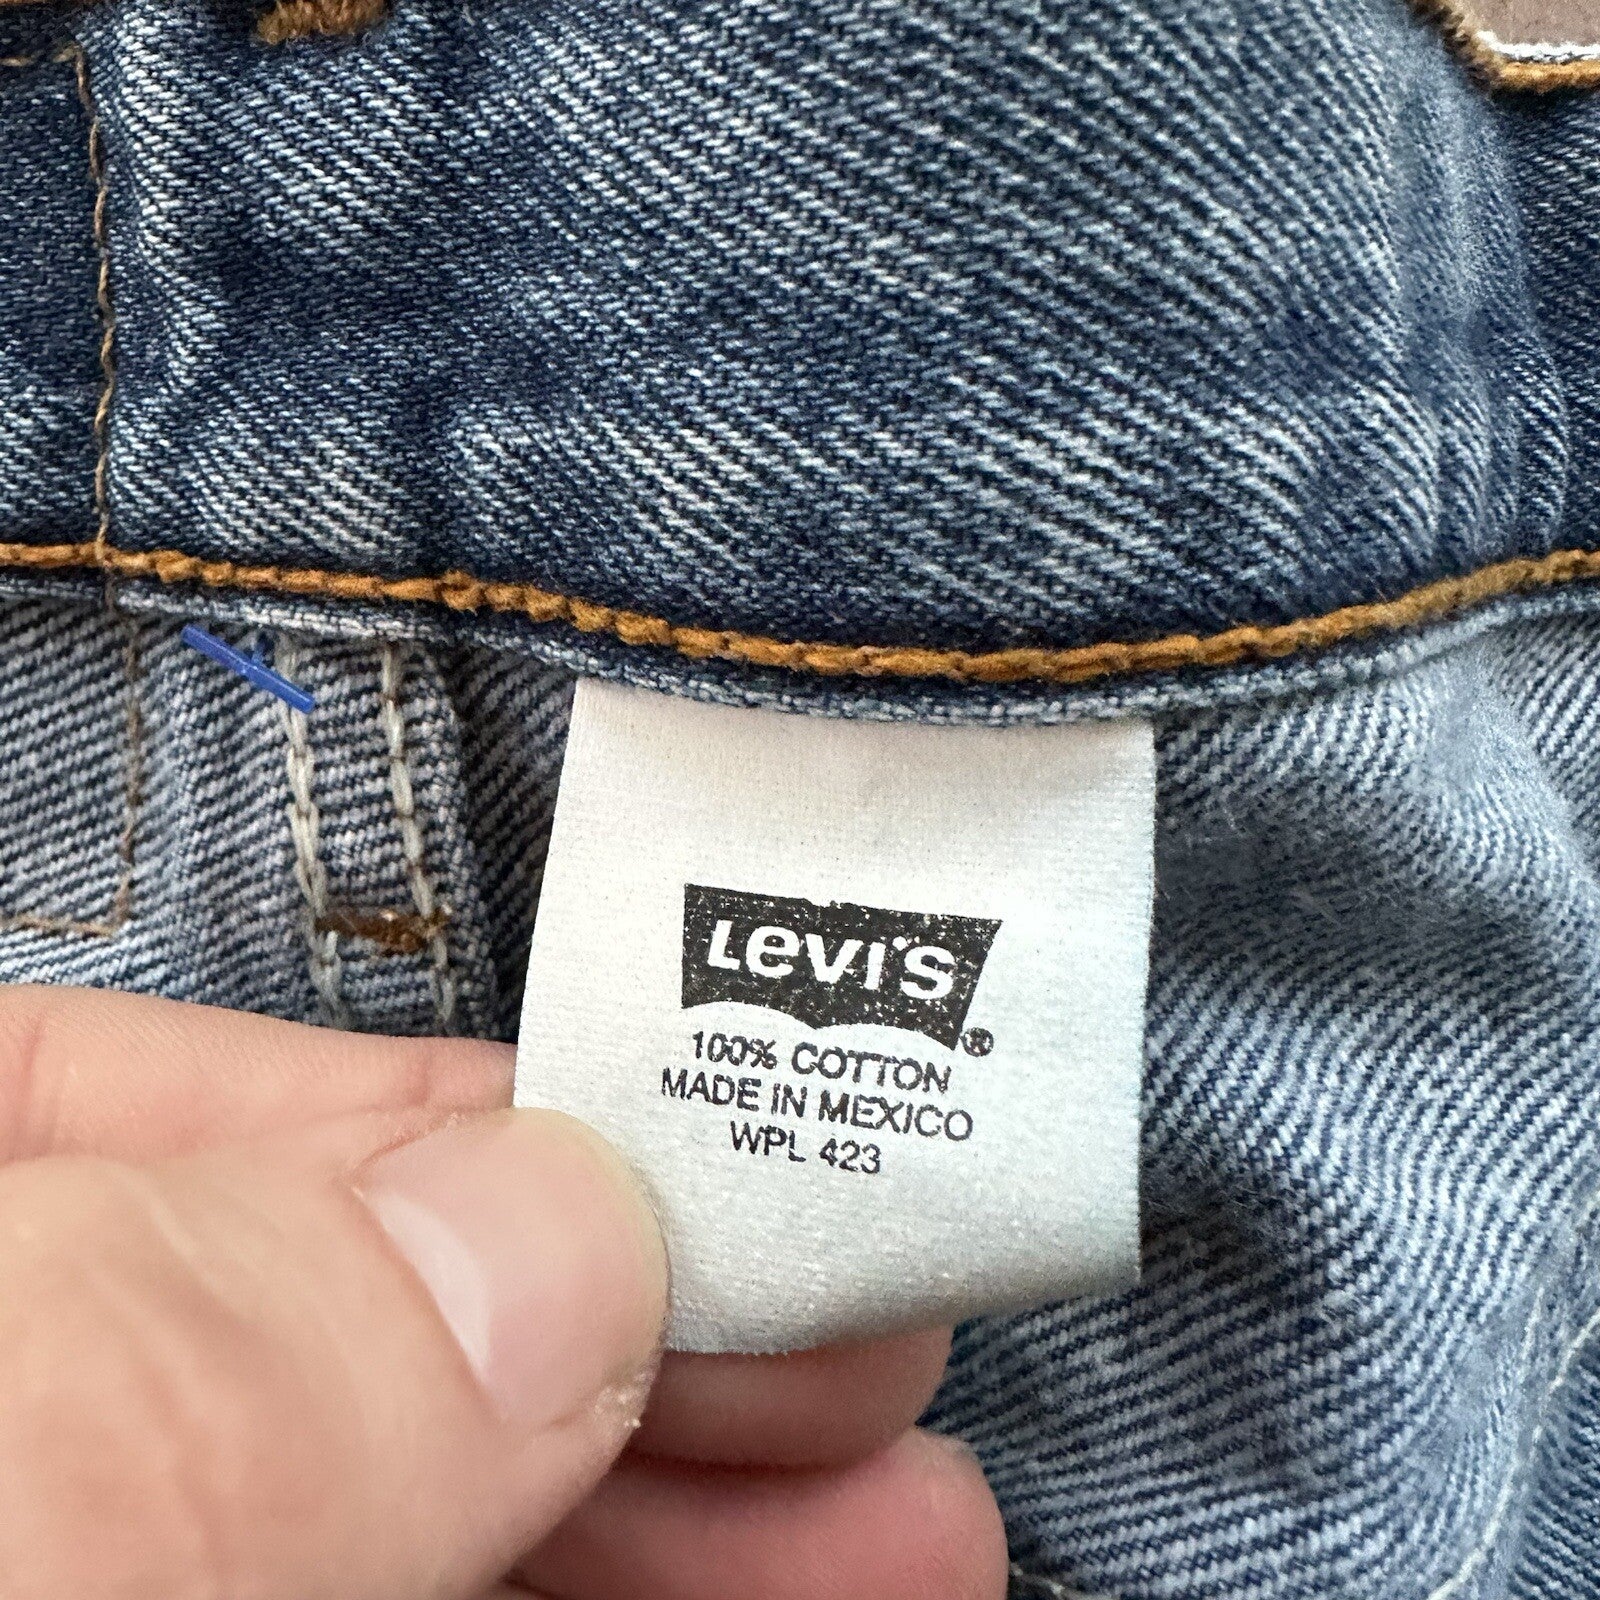 Levi's®
100% COTTON
MADE IN MEXICO
WPL 423